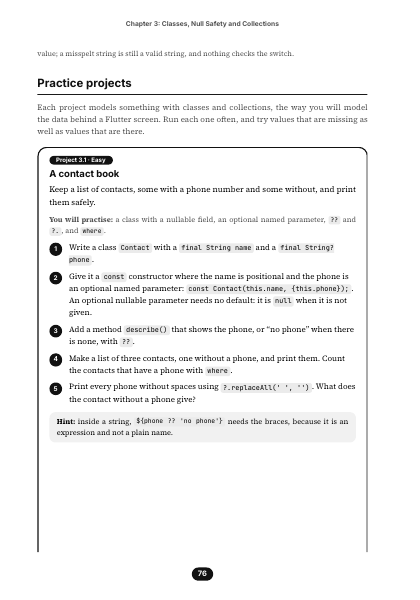 Chapter 3: Classes, Null Safety and Collections
value; a misspelt string is still a valid string, and nothing checks the switch.
Practice projects
Each project models something with classes and collections, the way you will model
the data behind a Flutter screen. Run each one often, and try values that are missing as
well as values that are there.
Project 3.1 · Easy
A contact book
Keep a list of contacts, some with a phone number and some without, and print
them safely.
You will practise: a class with a nullable field, an optional named parameter, ?? and
?. , and where.
1 Write a class Contact with a final String name and a final String?
phone.
2 Give it a const constructor where the name is positional and the phone is
an optional named parameter: const Contact(this.name, {this.phone});.
An optional nullable parameter needs no default: it is null when it is not
given.
3 Add a method describe() that shows the phone, or “no phone” when there
is none, with ??.
4 Make a list of three contacts, one without a phone, and print them. Count
the contacts that have a phone with where.
5 Print every phone without spaces using ?.replaceAll(' ', ''). What does
the contact without a phone give?
Hint: inside a string, ${phone ?? 'no phone'} needs the braces, because it is an
expression and not a plain name.
76